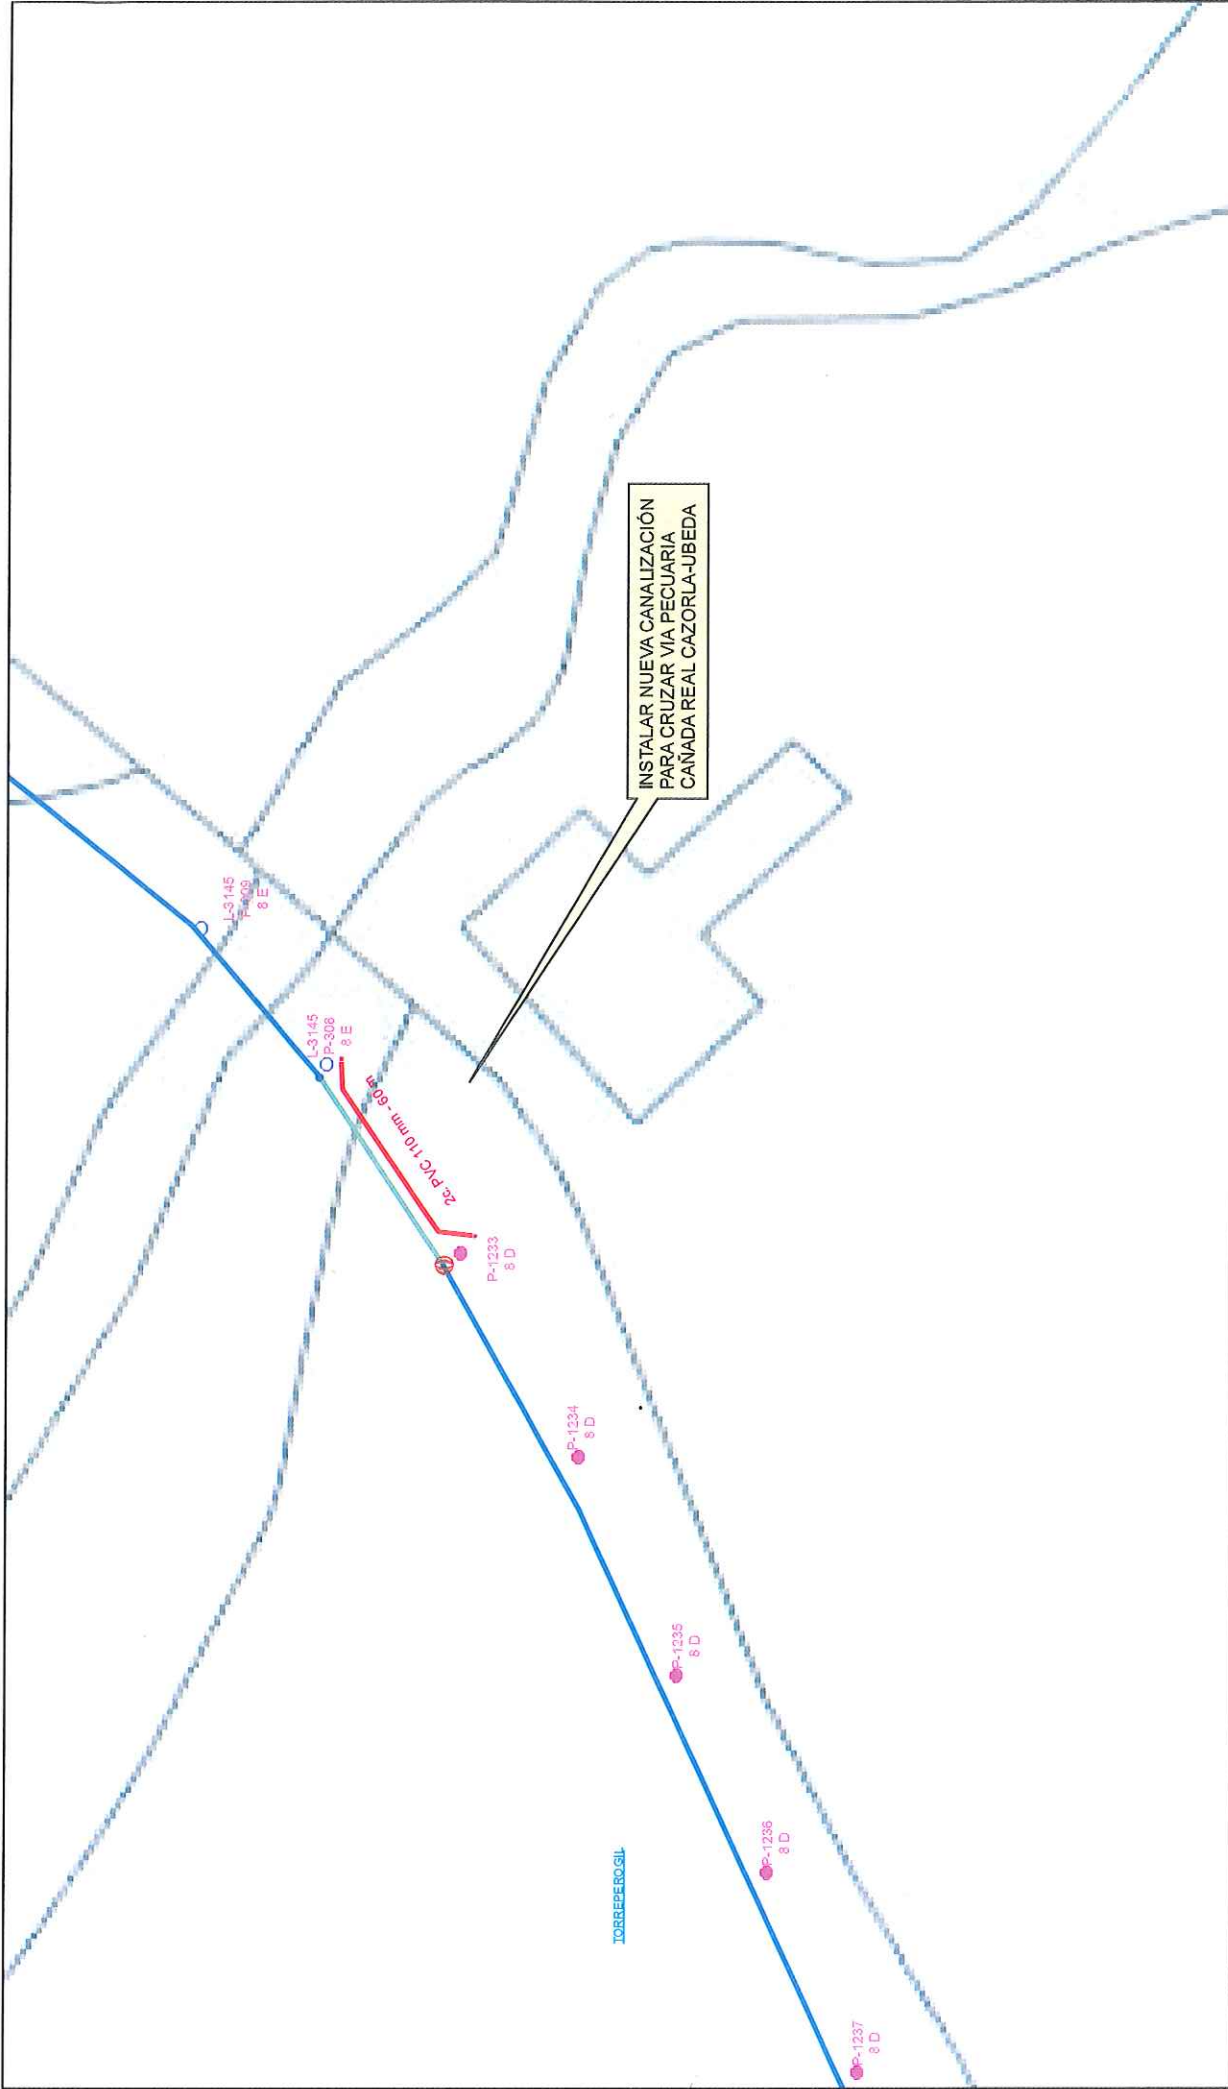 INSTALAR NUEVA CANALIZACIÓN
PARA CRUZAR VIA PECUARIA
CAÑADA REAL CAZORLA-UBEDA
L-3145
8 E
L-3145
P-308
8 E
2c. PVC 110 mm - 60 m
P-1233
8 D
P-1234
8 D
P-1235
8 D
P-1236
8 D
P-1237
8 D
TORREPEROGIL